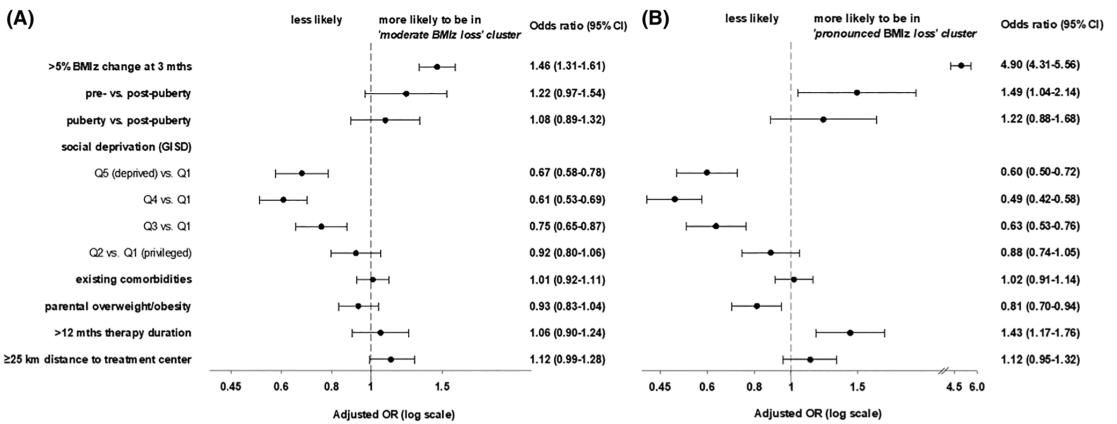 (A)
less likely
more likely to be in
'moderate BMIz loss' cluster
Odds ratio (95% CI)
(B)
less likely
more likely to be in
'pronounced BMIz loss' cluster
Odds ratio (95% CI)
>5% BMIz change at 3 mths
1.46 (1.31-1.61)
4.90 (4.31-5.56)
pre- vs. post-puberty
1.22 (0.97-1.54)
1.49 (1.04-2.14)
puberty vs. post-puberty
1.08 (0.89-1.32)
1.22 (0.88-1.68)
social deprivation (GISD)
Q5 (deprived) vs. Q1
0.67 (0.58-0.78)
0.60 (0.50-0.72)
Q4 vs. Q1
0.61 (0.53-0.69)
0.49 (0.42-0.58)
Q3 vs. Q1
0.75 (0.65-0.87)
0.63 (0.53-0.76)
Q2 vs. Q1 (privileged)
0.92 (0.80-1.06)
0.88 (0.74-1.05)
existing comorbidities
1.01 (0.92-1.11)
1.02 (0.91-1.14)
parental overweight/obesity
0.93 (0.83-1.04)
0.81 (0.70-0.94)
>12 mths therapy duration
1.06 (0.90-1.24)
1.43 (1.17-1.76)
≥25 km distance to treatment center
1.12 (0.99-1.28)
1.12 (0.95-1.32)
0.45 0.6 1 1.5
0.45 0.6 1 1.5 4.5 6.0
Adjusted OR (log scale)
Adjusted OR (log scale)